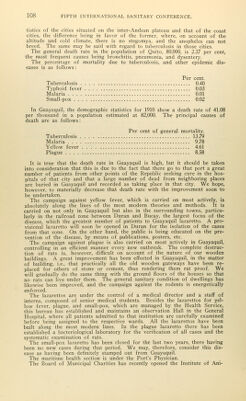 108 FIFTH INTERNATIONAL SANITARY CONFERENCE.
tistics of the cities situated on the inter-Andean plateau and that of the coast
cities, the difference being in favor of the former, where, on account of the
altitude and cold climate, there is no stegomia, and the anopheles can not
breed. The same may be said with regard to tuberculosis in those cities.
The general death rate in the population of Quito, 80,000, is 2.27 per cent,
the most frequent causes being bronchitis, pneumonia, and dysentery.
The percentage of mortality due to tuberculosis, and other epidemic dis-
eases is as follows:
Per cent.
Tuberculosis 0.40
Typhoid fever 0.03
Malaria 0.01
Small-pox 0.02
In Guayaquil, the demographic statistics for 1910 show a death rate of 41.08
per thousand in a population estimated at 82,000. The principal causes of
death are as follows:
Per cent of general mortality.
Tuberculosis 13.79
Malaria 9.78
Yellow fever 4.61
Plague 8.58
It is true that the death rate in Guayaquil is high, but it should be taken
into consideration that this is due to the fact that there go to that port a great
number of patients from other points of the Republic seeking cure in the hos-
pitals of that city and that a large number of dead from neighboring places
are buried in Guayaquil and recorded as taking place in that city. We hope,
however, to materially decrease that death rate with the improvement soon to
be undertaken.
The campaign against yellow fever, which is carried on most actively, is
absolutely along the lines of the most modern theories and methods. It is
carried on not only in Guayaquil but also in the surrounding towns, particu-
larly in the railroad zone between Duran and Bucay, the largest focus of the
disease, which the greatest number of patients to Guayaquil lazaretto. A pro-
visional lazaretto will soon be opened in Duran for the isolation of the cases
from that zone. On the other hand, the public is being educated on the pre-
vention of the disease, by means of publications, posters, etc.
The campaign against plague is also carried on most actively in Guayaquil,
controlling in an efficient manner every new outbreak. The complete destruc-
tion of rats is, however, difficult on account of the nature of Guayaquil's
buildings. A great improvement has been effected in Guayaquil, in the matter
of building, i. e., that practically all the old wooden gateways have been re-
placed for others of stone or cement, thus rendering them rat proof. We
will gradually do the same thing with the ground floors of the houses so that
no rats can live under them. The general sanitary condition of the houses has
likewise been improved, and the campaign against the rodents is energetically
enforced.
The lazarettos are under the control of a medical director and a staff of
interns, composed of senior medical students. Besides the lazarettos for yel-
low fever, plague, and small-pox, which are managed by the Health Service,
this bureau has established and maintains an observation Hall in the General
Hospital, where all patients admitted to that institution are carefully examined
before being assigned to the respective wards. All the lazarettos have been
built along the most modern lines. In the plague lazaretto there has been
established a bacteriological laboratory for the verification of all cases and the
systematic examination of rats.
The small-pox lazaretto has been closed for the last two years, there having
been no new cases during that period. We may, therefore, consider this dis-
ease as having been definitely stamped out from Guayaquil.
The maritime health section is under the Port's Physician.
The Board of Municipal Charities has recently opened the Institute of Ani-